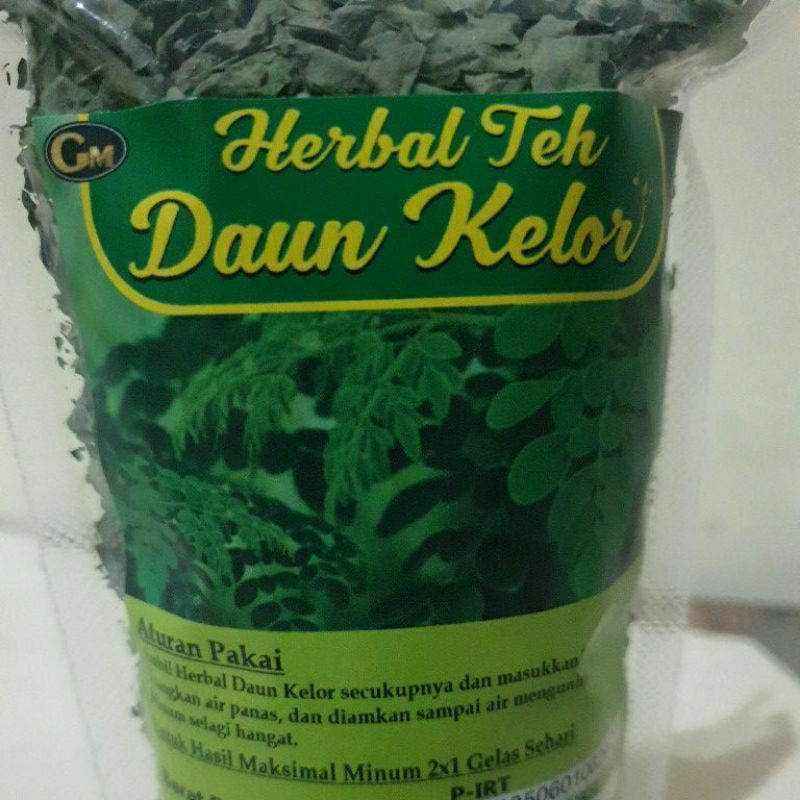 GM
Herbal Teh
Daun Kelor
Aturan Pakai
Herbal Daun Kelor secukupnya dan masukkan
air panas, dan diamkan sampai air
selagi hangat.
Hasil Maksimal Minum 2x1 Gelas Sehari
P-IRT